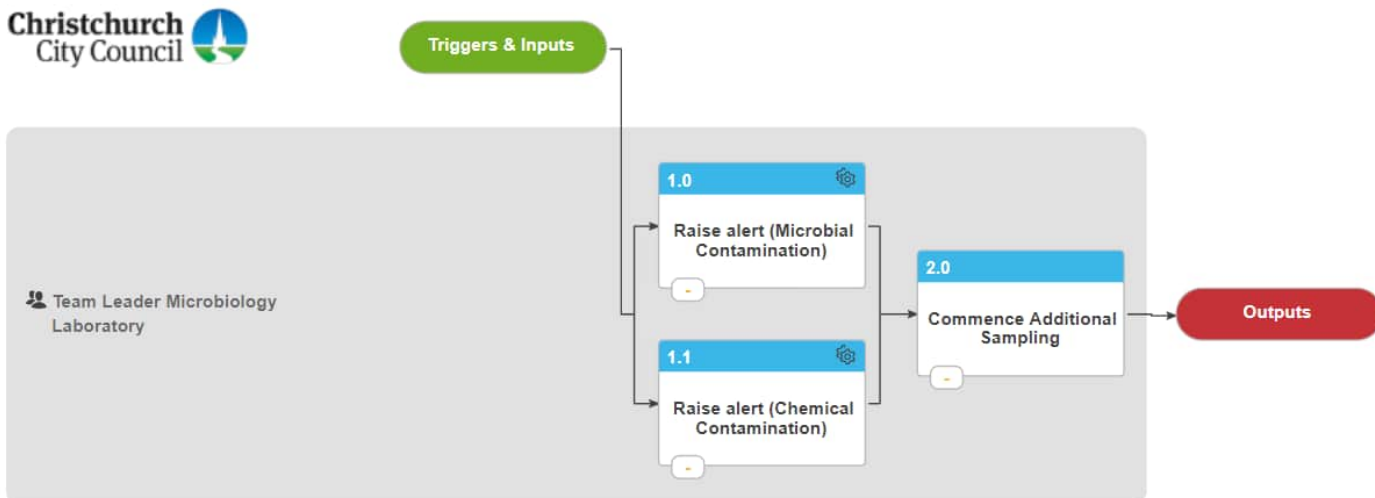 Christchurch
City Council
Triggers & Inputs
1.0
Raise alert (Microbial
Contamination)
-
Team Leader Microbiology
Laboratory
1.1
Raise alert (Chemical
Contamination)
-
2.0
Commence Additional
Sampling
-
Outputs